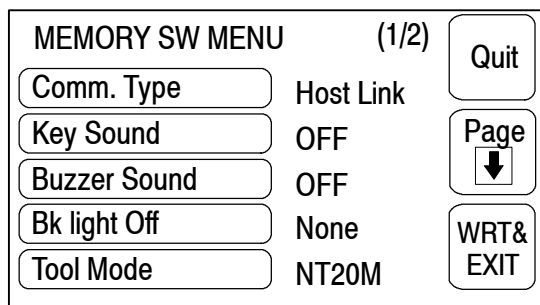 MEMORY SW MENU (1/2)
Quit
Comm. Type Host Link
Key Sound OFF
Page
Buzzer Sound OFF
Bk light Off None
WRT&
EXIT
Tool Mode NT20M